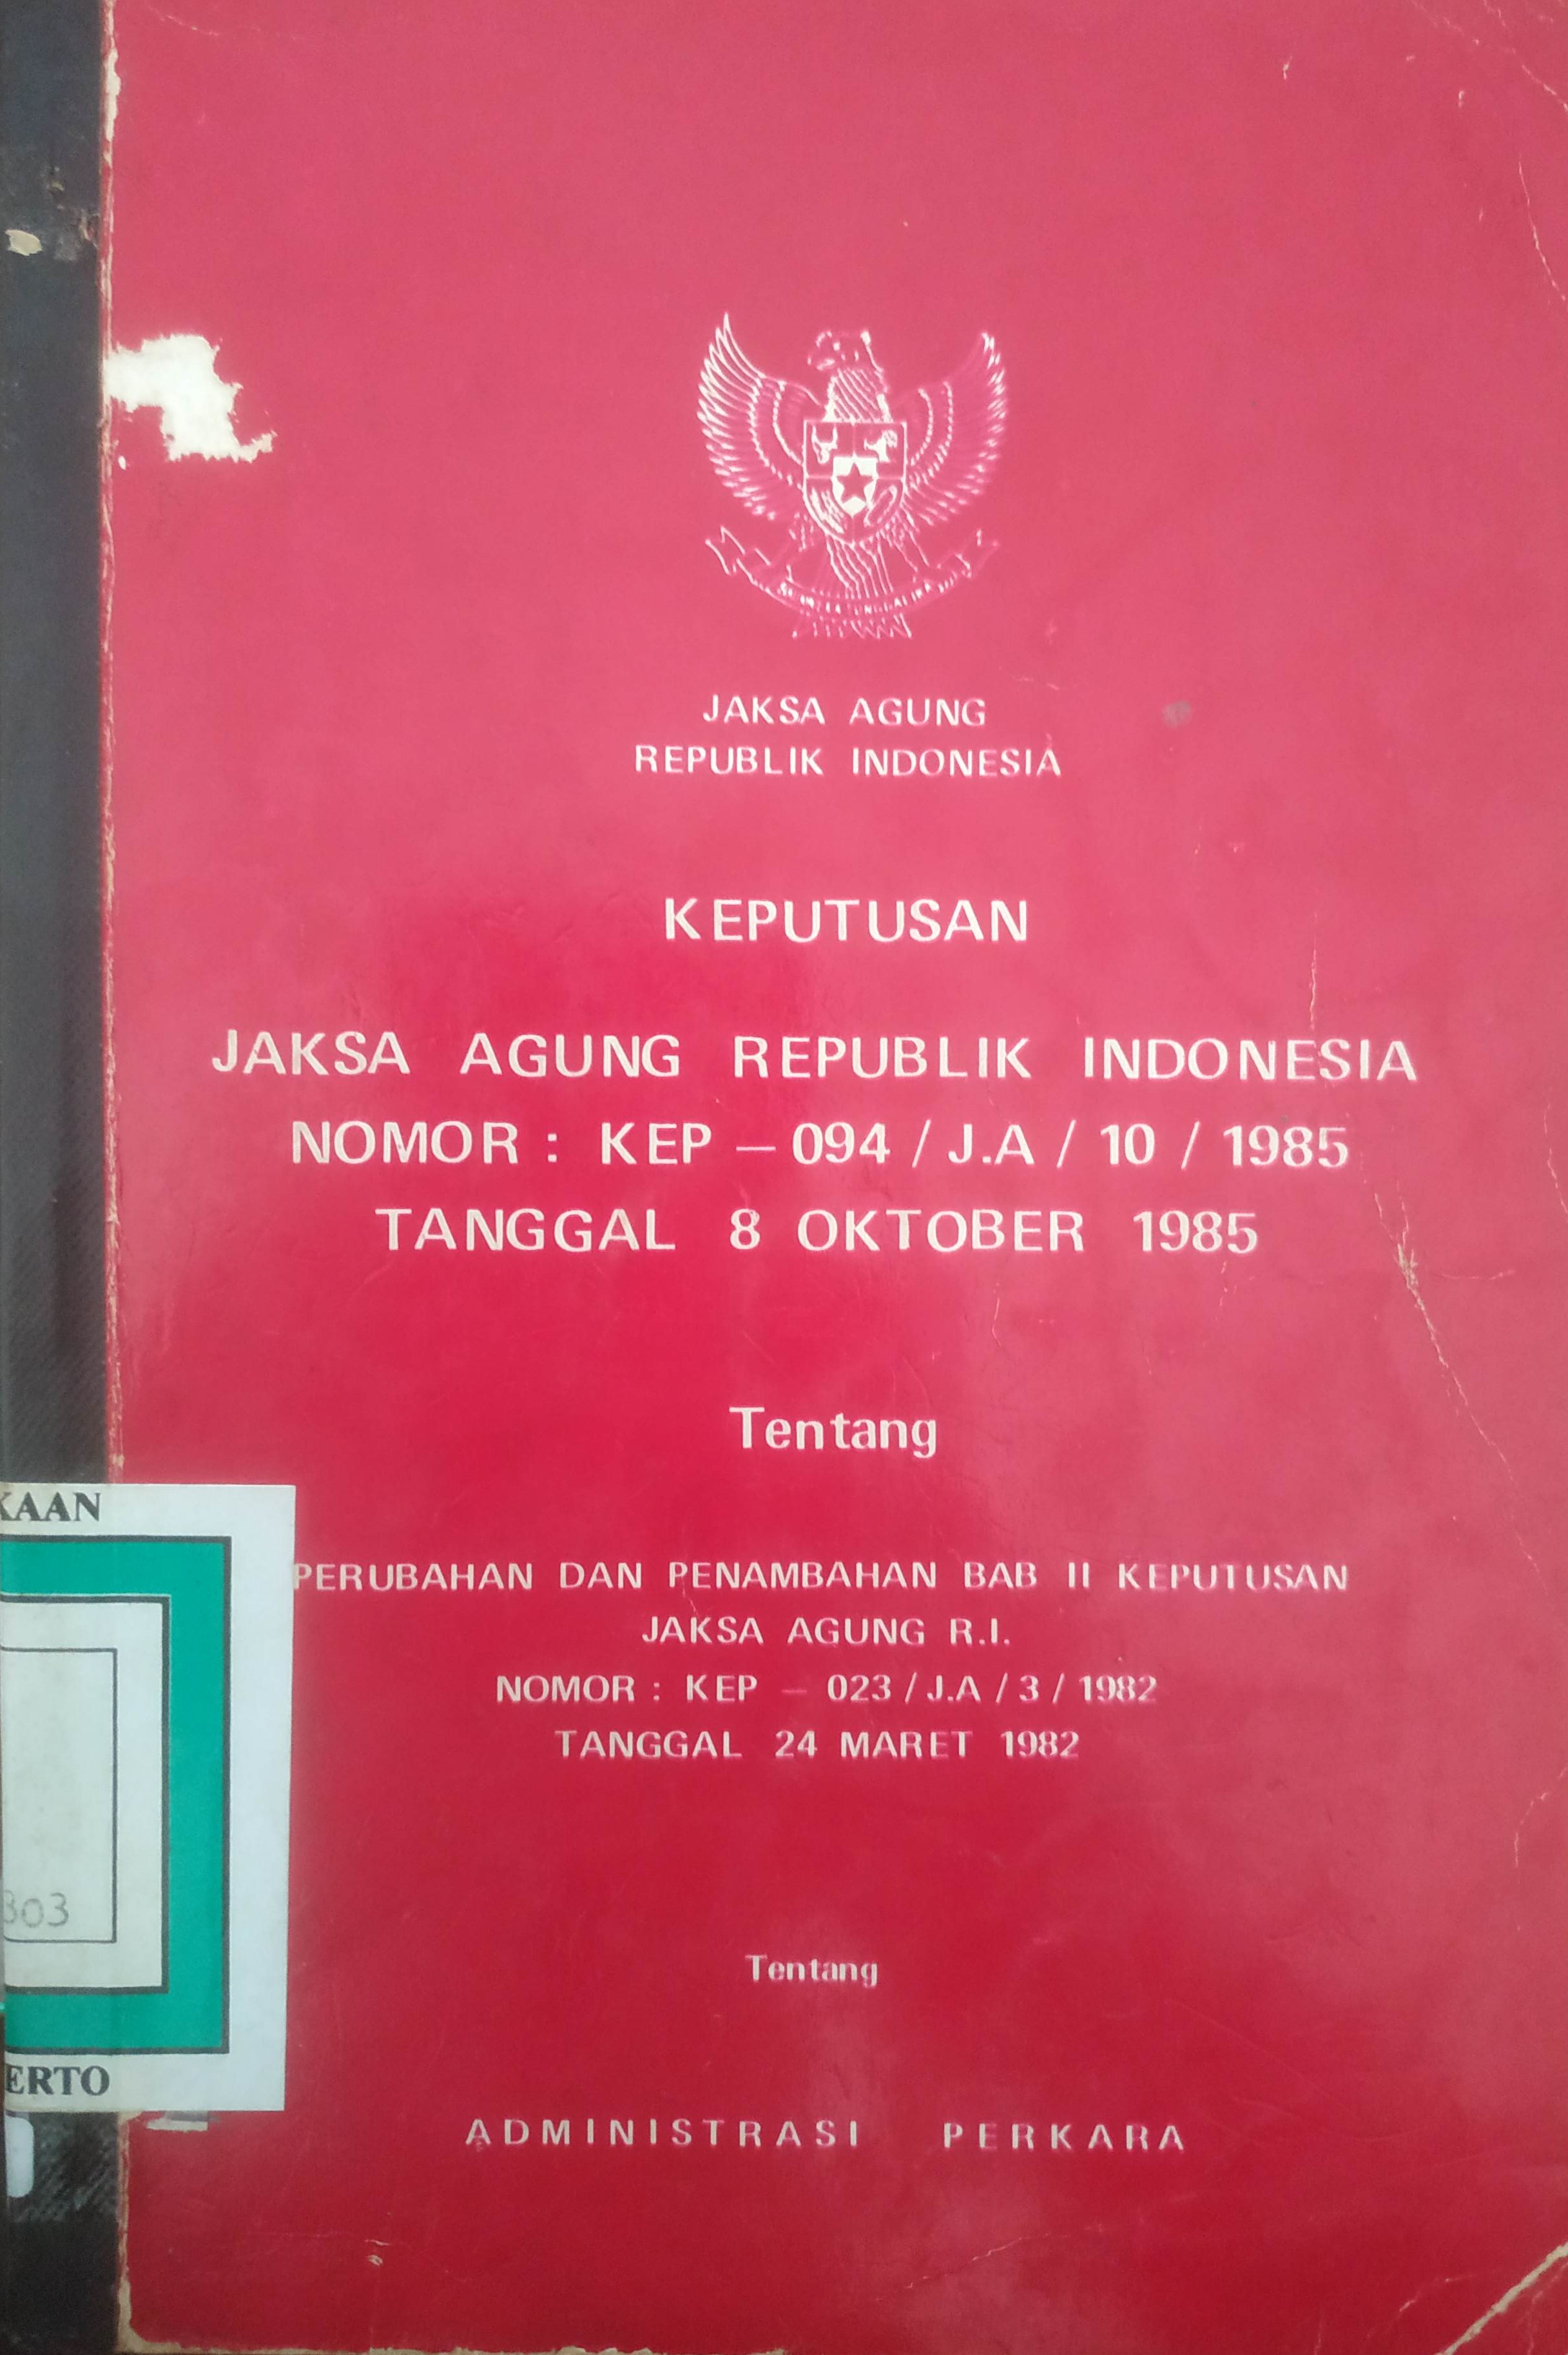 JAKSA AGUNG
REPUBLIK INDONESIA
KEPUTUSAN
JAKSA AGUNG REPUBLIK INDONESIA
NOMOR : KEP – 094 / J.A / 10 / 1985
TANGGAL 8 OKTOBER 1985
Tentang
PERUBAHAN DAN PENAMBAHAN BAB II KEPUTUSAN
JAKSA AGUNG R.I.
NOMOR : KEP – 023 / J.A / 3 / 1982
TANGGAL 24 MARET 1982
Tentang
ADMINISTRASI PERKARA
KAAN
303
ERTO